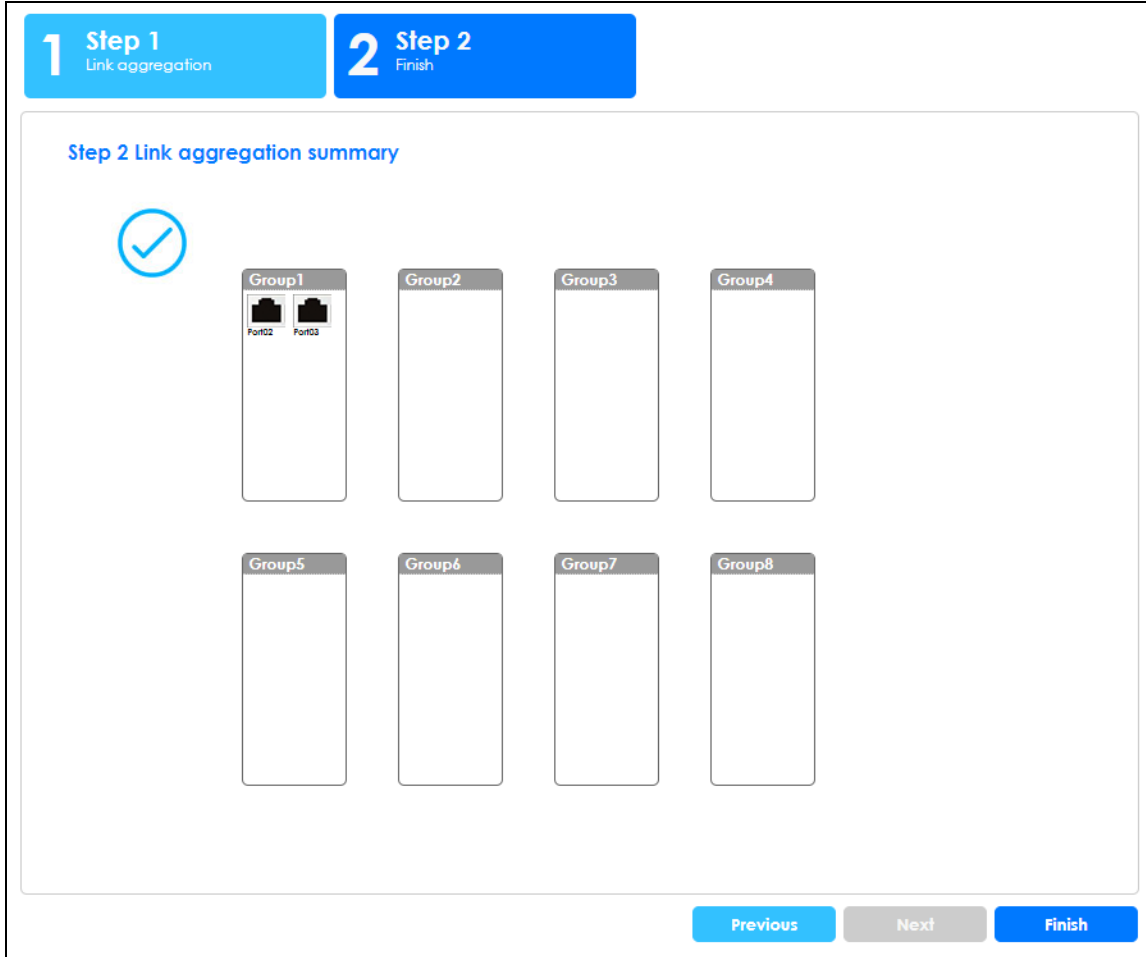 1 Step 1
Link aggregation
2 Step 2
Finish
Step 2 Link aggregation summary
Group1 Group2 Group3 Group4
Port02 Port03
Group5 Group6 Group7 Group8
Previous Next Finish